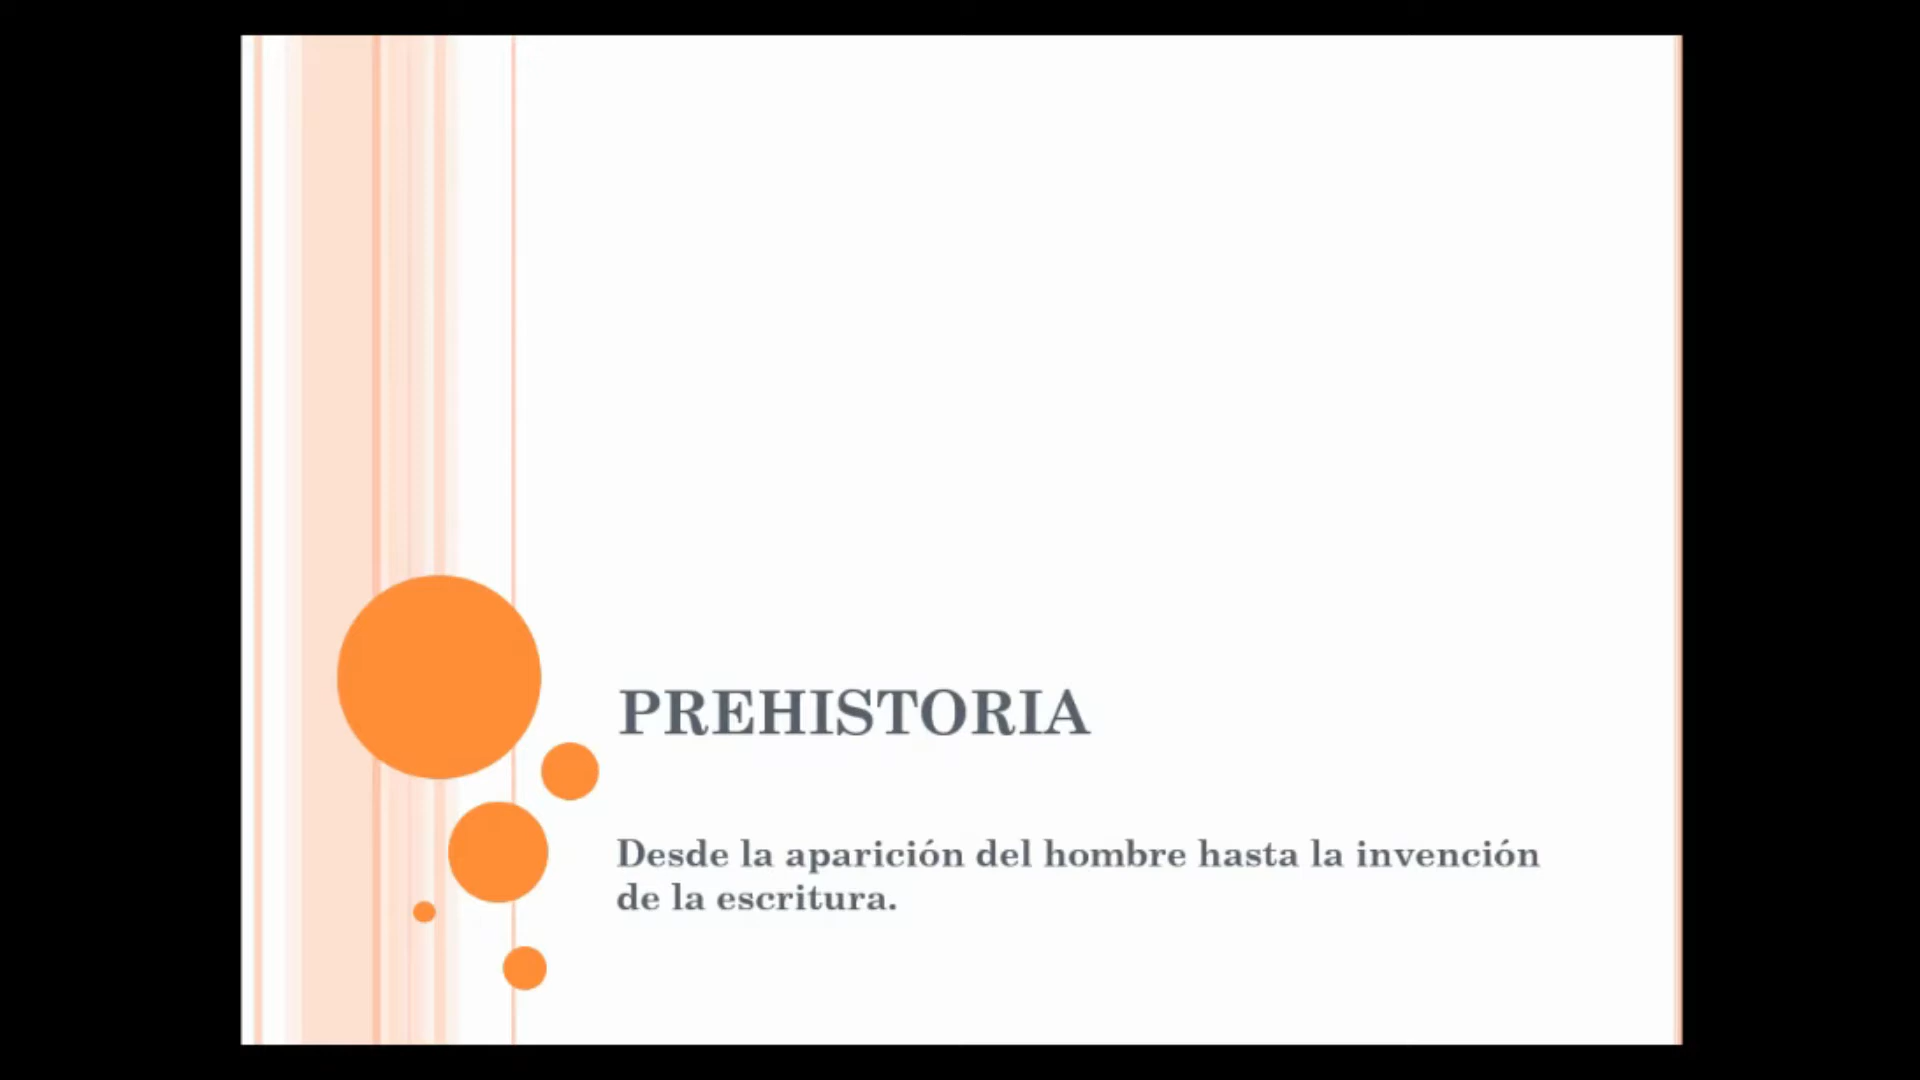 PREHISTORIA
Desde la aparición del hombre hasta la invención
de la escritura.